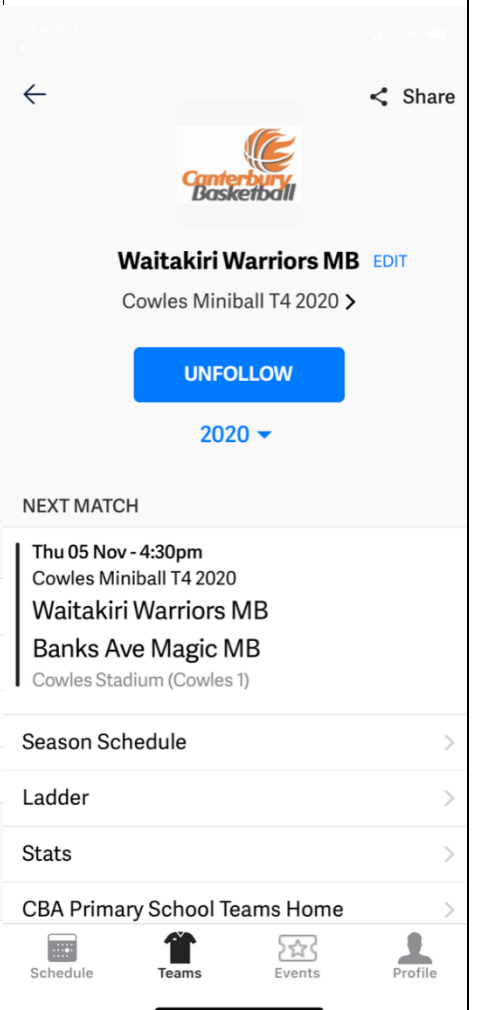 12:35
Share
Canterbury
Basketball
Waitakiri Warriors MB EDIT
Cowles Miniball T4 2020
UNFOLLOW
2020
NEXT MATCH
Thu 05 Nov - 4:30pm
Cowles Miniball T4 2020
Waitakiri Warriors MB
Banks Ave Magic MB
Cowles Stadium (Cowles 1)
Season Schedule
Ladder
Stats
CBA Primary School Teams Home
Schedule Teams Events Profile